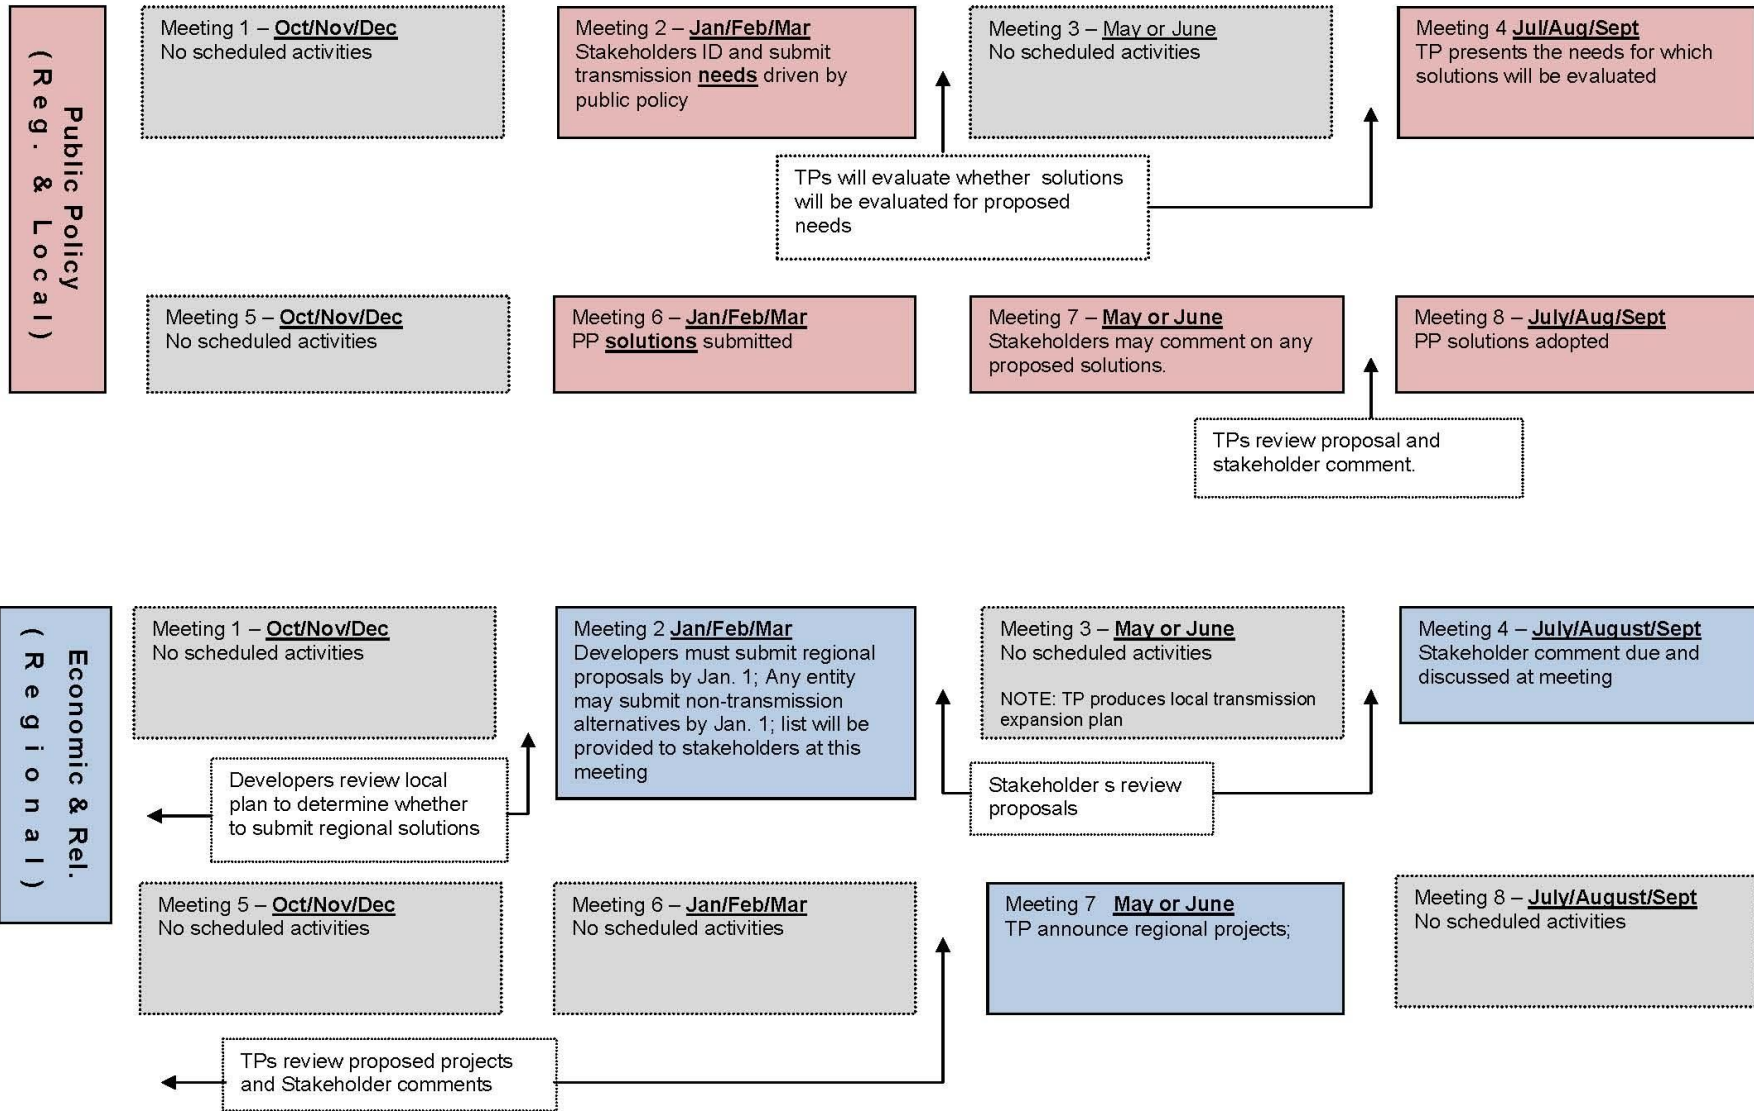 Public Policy
(Reg. & Local)
Meeting 1 – Oct/Nov/Dec
No scheduled activities
Meeting 2 – Jan/Feb/Mar
Stakeholders ID and submit
transmission needs driven by
public policy
Meeting 3 – May or June
No scheduled activities
Meeting 4 Jul/Aug/Sept
TP presents the needs for which
solutions will be evaluated
TPs will evaluate whether solutions
will be evaluated for proposed
needs
Meeting 5 – Oct/Nov/Dec
No scheduled activities
Meeting 6 – Jan/Feb/Mar
PP solutions submitted
Meeting 7 – May or June
Stakeholders may comment on any
proposed solutions.
Meeting 8 – July/Aug/Sept
PP solutions adopted
TPs review proposal and
stakeholder comment.
Economic & Rel.
(Regional)
Meeting 1 – Oct/Nov/Dec
No scheduled activities
Meeting 2 Jan/Feb/Mar
Developers must submit regional
proposals by Jan. 1; Any entity
may submit non-transmission
alternatives by Jan. 1; list will be
provided to stakeholders at this
meeting
Meeting 3 – May or June
No scheduled activities
NOTE: TP produces local transmission
expansion plan
Meeting 4 – July/August/Sept
Stakeholder comment due and
discussed at meeting
Developers review local
plan to determine whether
to submit regional solutions
Stakeholder s review
proposals
Meeting 5 – Oct/Nov/Dec
No scheduled activities
Meeting 6 – Jan/Feb/Mar
No scheduled activities
Meeting 7 May or June
TP announce regional projects;
Meeting 8 – July/August/Sept
No scheduled activities
TPs review proposed projects
and Stakeholder comments